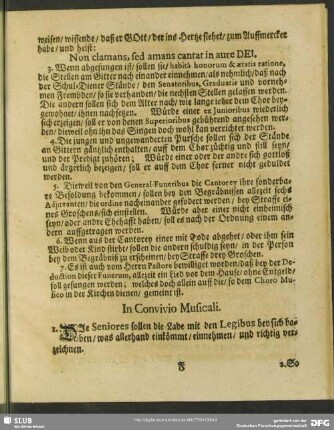 weisen/ wissende/ daß er GOtt/ der ins Hertze siehet/ zum Auffmercker
habe/ und heist:
Non clamans, sed amans cantat in aure DEI.
3. Wenn abgesungen ist/ sollen sie/ habitâ honorum & ætatis ratione,
die Stellen am Gitter nach einander einnehmen/ als nehmlich/ daß nach
der Schul-Diener Stände/ den Senatoribus, Graduatis und vorneh-
men Frembden/ so sie verhanden/ die nechsten Stellen gelassen werden.
Die andern sollen sich dem Alter nach/ wie lange ieder dem Chor bey-
gewohnet/ ihnen nachsetzen. Würde einer ex Junioribus wiederlich
sich erzeigen/ soll er von denen Superioribus gebührend angesehen wer-
den/ dieweil ohn ihn das Singen doch wohl kan verrichtet werden.
4. Die jungen und ungewanderten Pursche sollen sich der Stände
an Gittern gäntzlich enthalten/ auff dem Chor züchtig und still seyn/
und der Predigt zuhören; Würde einer oder der andre sich gottloß
und ärgerlich bezeigen/ soll er auff dem Chor ferner nicht geduldet
werden.
5. Dieweil von den General-Funeribus die Cantorey ihre sonderba-
re Besoldung bekommen/ sollen bey den Begräbnissen allezeit sechs
Adjuvanten/ die ordine nacheinander gefodert werden/ bey Straffe ei-
nes Groschens/ sich einstellen. Würde aber einer nicht einheimisch
seyn/ oder andre Ehehafft haben/ soll es nach der Ordnung einem an-
dern auffgetragen werden.
6. Wenn aus der Cantorey einer mit Tode abgehet/ oder ihm sein
Weib oder Kind stirbt/ sollen die andern schuldig seyn/ in der Person
bey dem Begräbniß zu erscheinen/ bey Straffe drey Groschen.
7. Es ist auch vom Herrn Pastore bewilliget worden/ daß bey der De-
duction dieser Funerum, allezeit ein Lied vor dem Hause/ ohne Entgeld/
soll gesungen werden; welches doch allein auff die/ so dem Choro Mu-
sico in der Kirchen dienen/ gemeinet ist.
In Convivio Musicali.
1. DIe Seniores sollen die Lade mit den Legibus bey sich ha-
ben/ was allerhand einkömmt/ einnehmen/ und richtig ver-
zeichnen.
F 2. So
SLUB
Wir führen Wissen.
gefördert von der
Deutschen Forschungsgemeinschaft
DFG